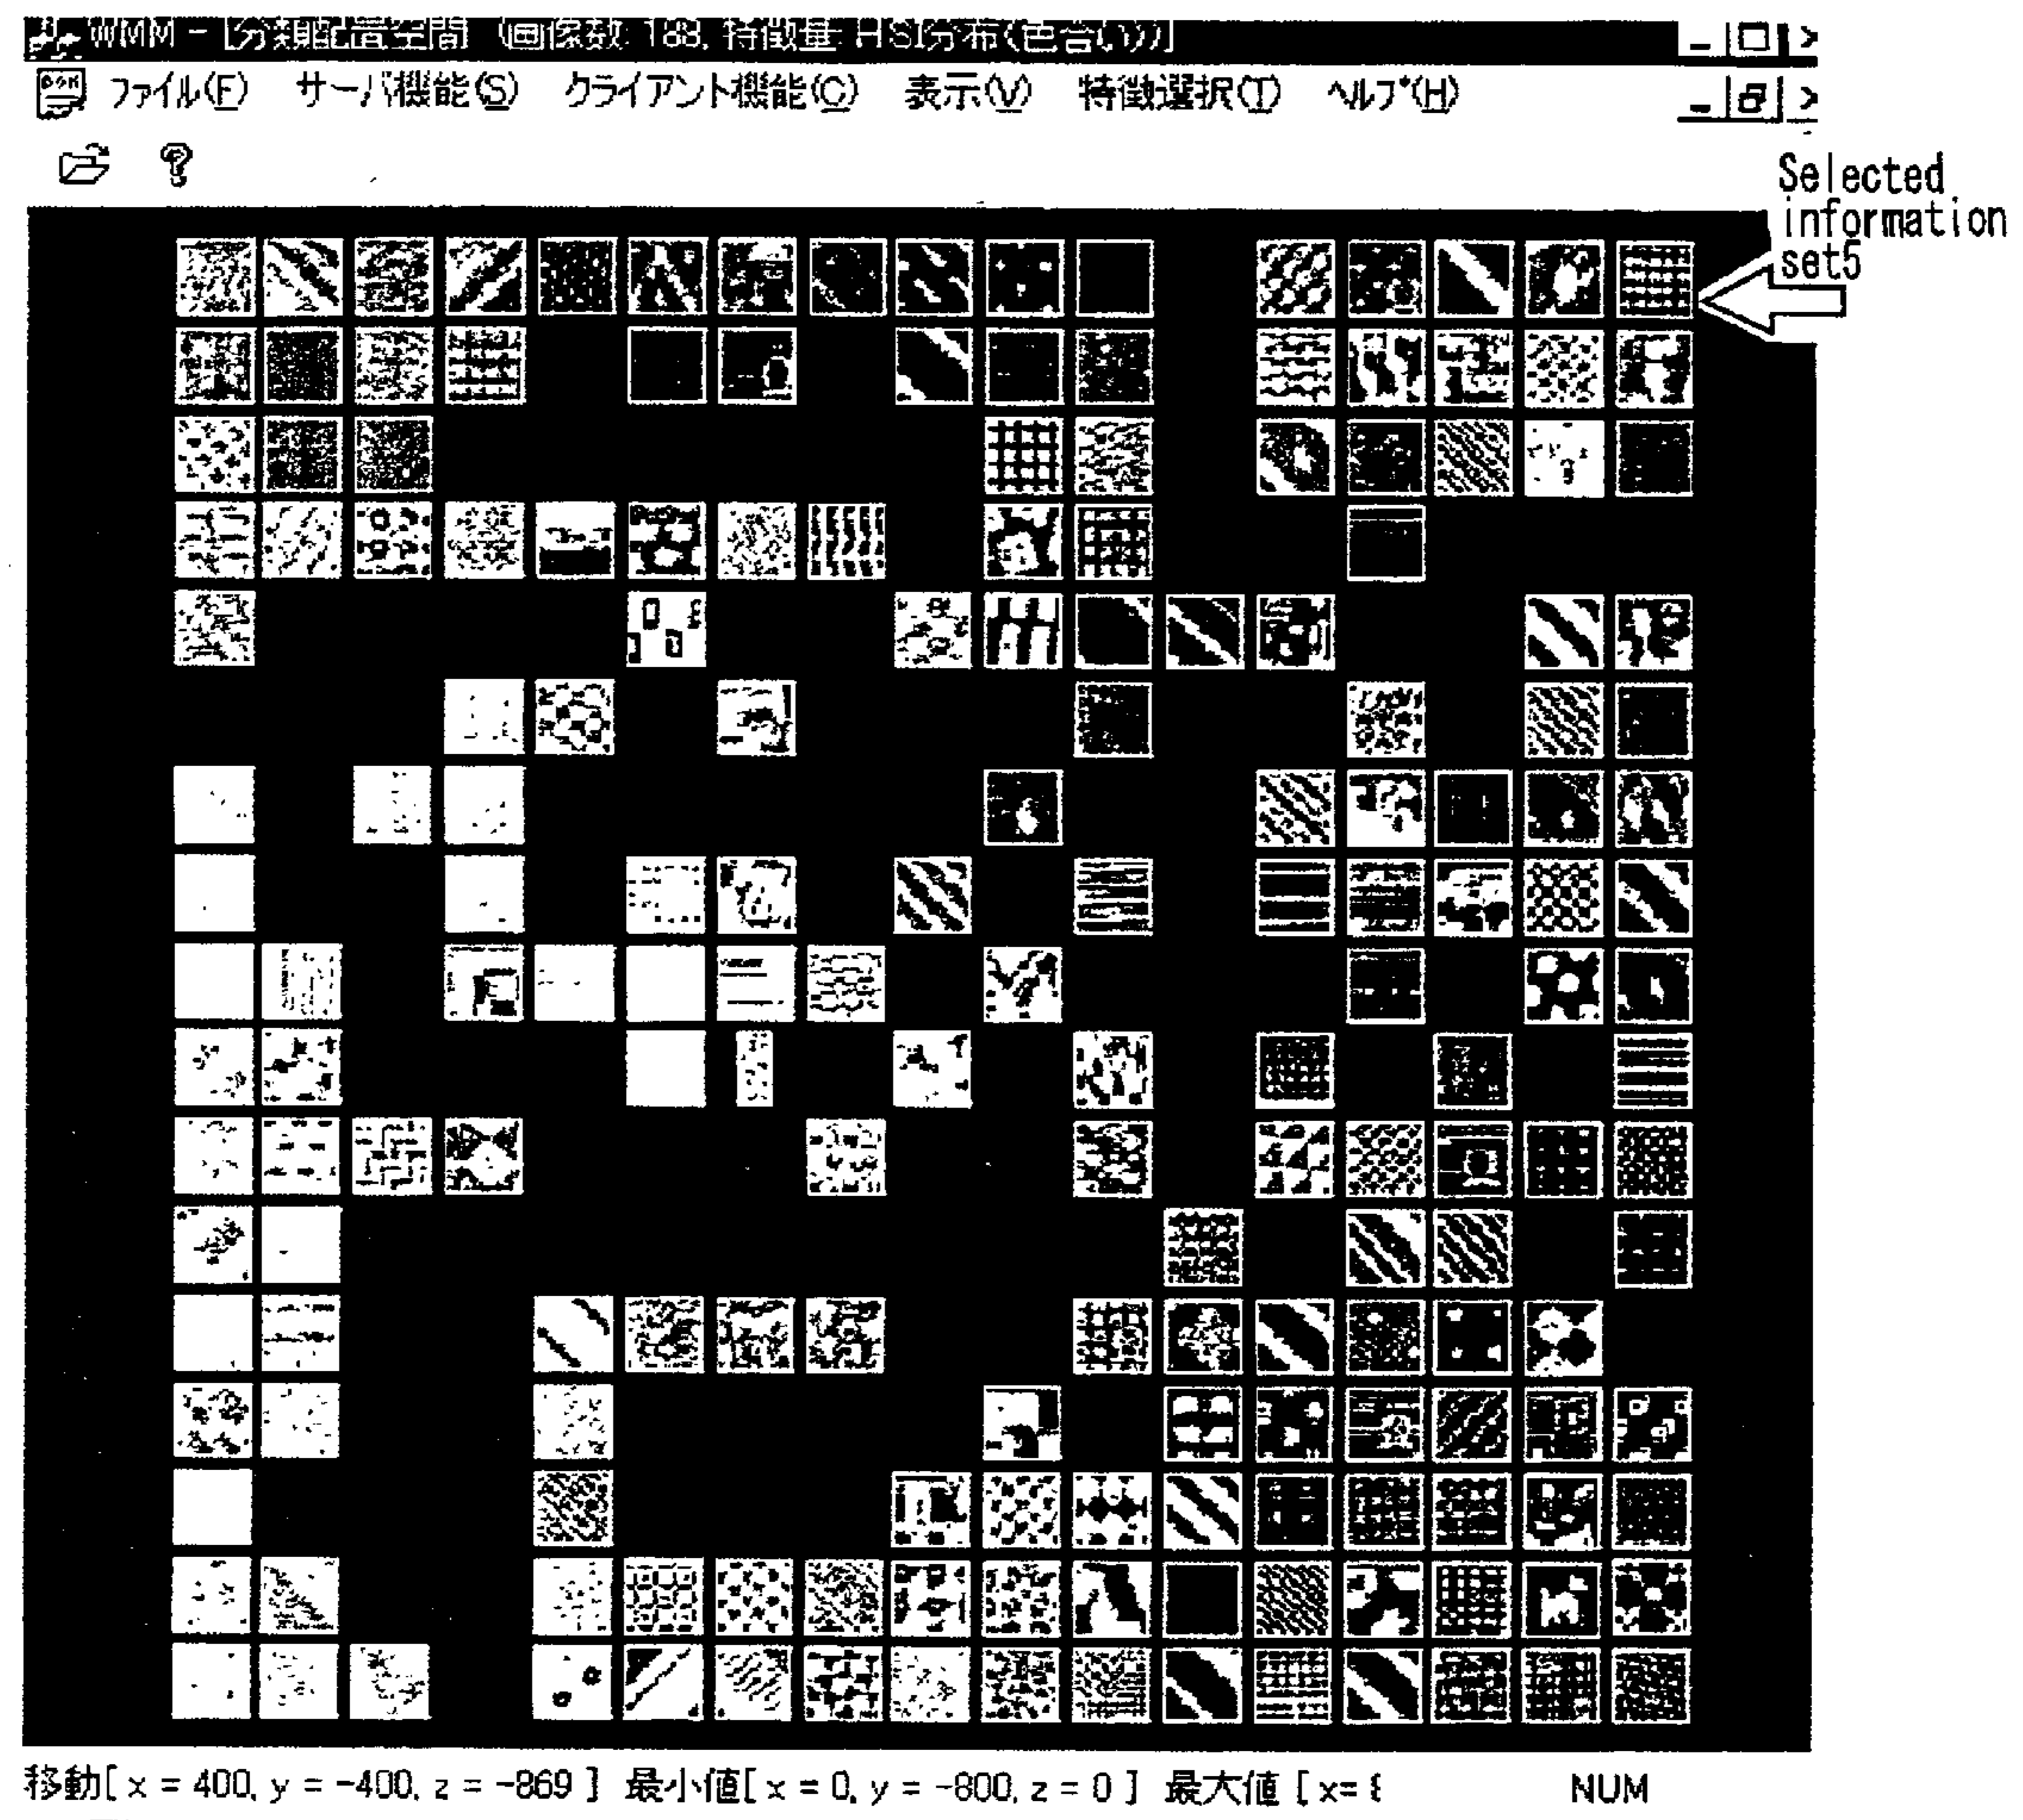 WMM - [分類配置空間 (画像数: 188, 特徴量: HSI分布(色合い))]
ファイル(F) サーバ機能(S) クライアント機能(C) 表示(V) 特徴選択(T) ヘルプ(H)
Selected
information
set5
移動[ x = 400, y = -400, z = -869 ] 最小値[ x = 0, y = -800, z = 0 ] 最大値 [ x= NUM